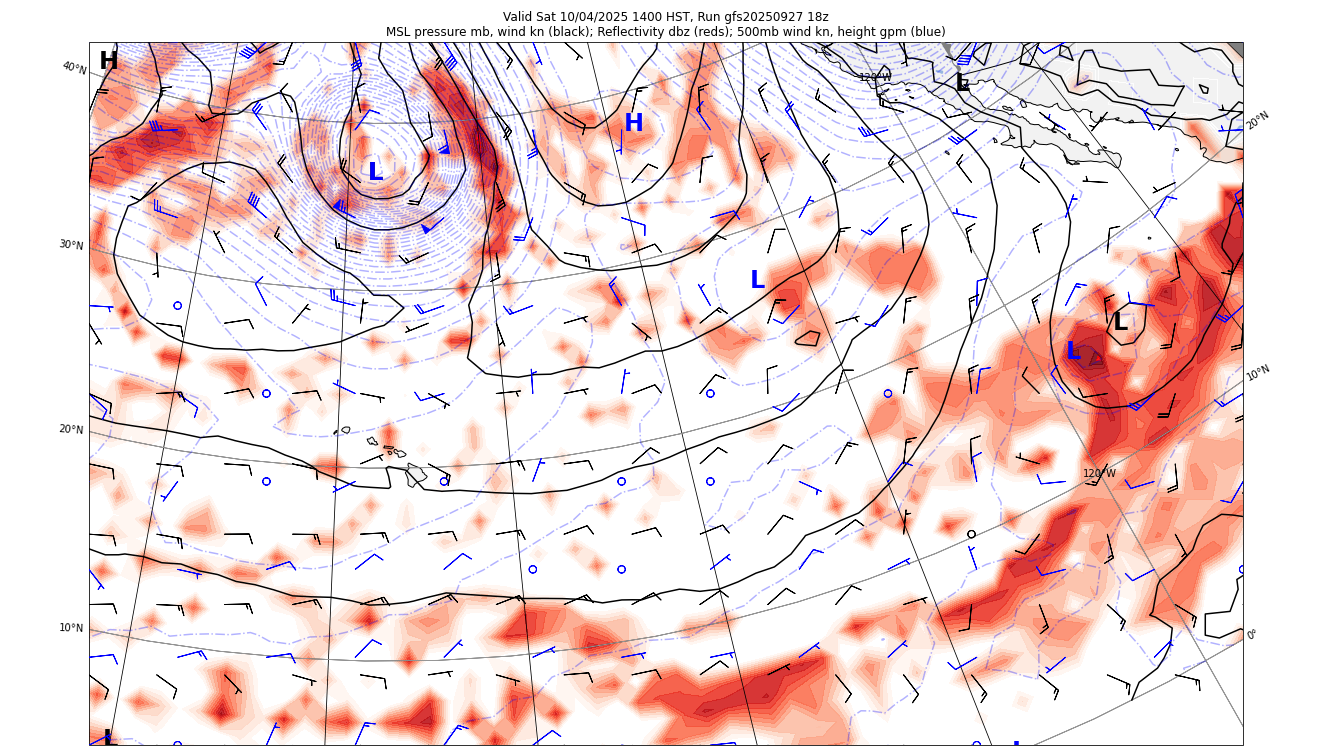 Valid Sat 10/04/2025 1400 HST, Run gfs20250927 18z
MSL pressure mb, wind kn (black); Reflectivity dbz (reds); 500mb wind kn, height gpm (blue)
H
40°N
120°W
L
20°N
H
L
30°N
L
L
L
10°N
20°N
120°W
10°N
0°
L
L